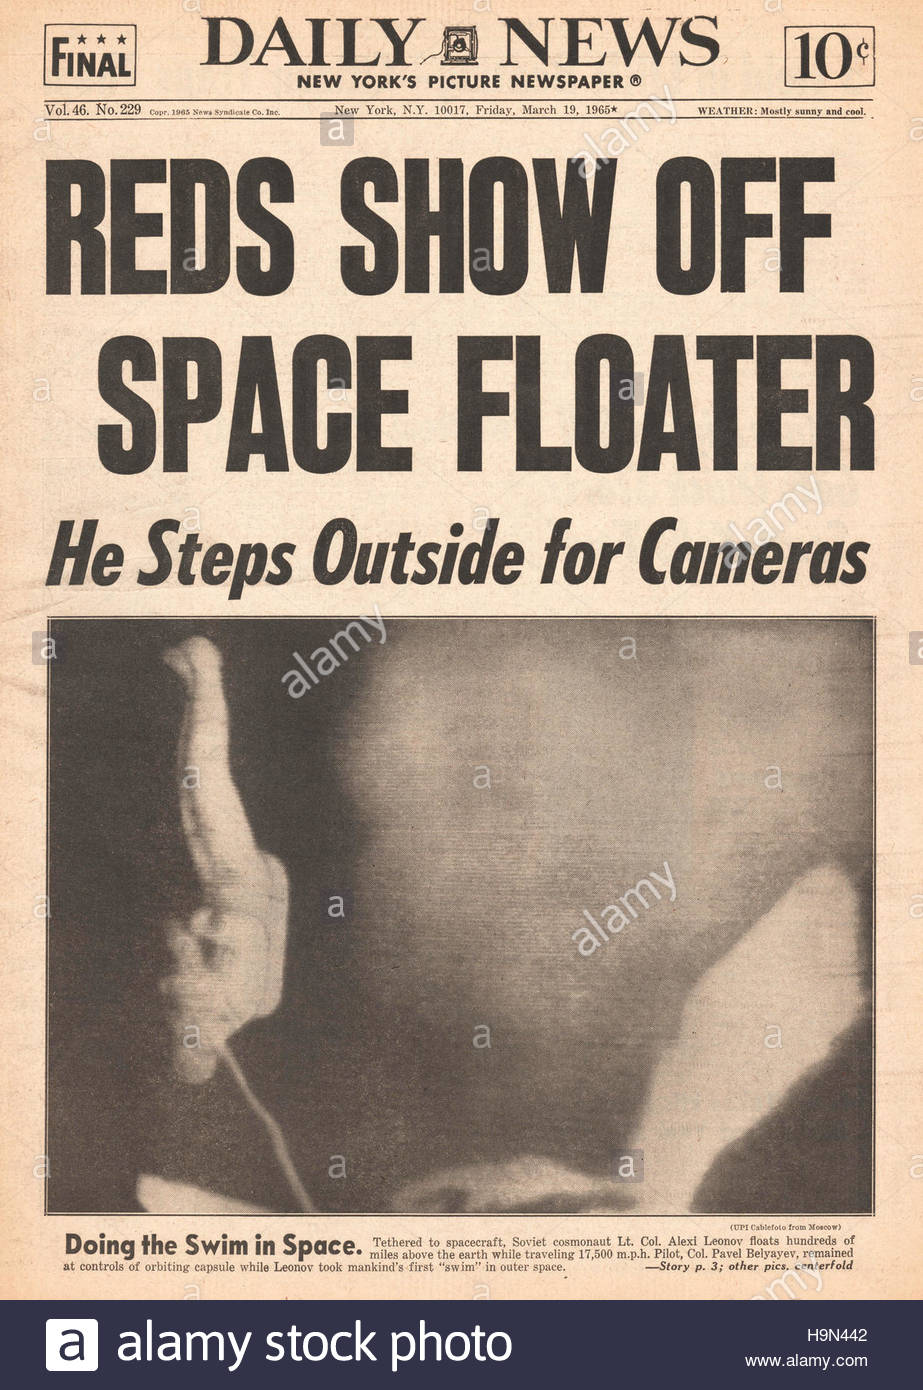 ★ ★ ★
FINAL
DAILY NEWS
NEW YORK'S PICTURE NEWSPAPER ®
10¢
Vol. 46. No. 229 Copr. 1965 News Syndicate Co. Inc. New York, N.Y. 10017, Friday, March 19, 1965★ WEATHER: Mostly sunny and cool.
REDS SHOW OFF
SPACE FLOATER
He Steps Outside for Cameras
(UPI Cablefoto from Moscow)
Doing the Swim in Space. Tethered to spacecraft, Soviet cosmonaut Lt. Col. Alexi Leonov floats hundreds of
miles above the earth while traveling 17,500 m.p.h. Pilot, Col. Pavel Belyayev, remained
at controls of orbiting capsule while Leonov took mankind's first "swim" in outer space. —Story p. 3; other pics. centerfold
alamy
alamy
alamy
alamy
alamy
alamy
a alamy stock photo
H9N442
www.alamy.com